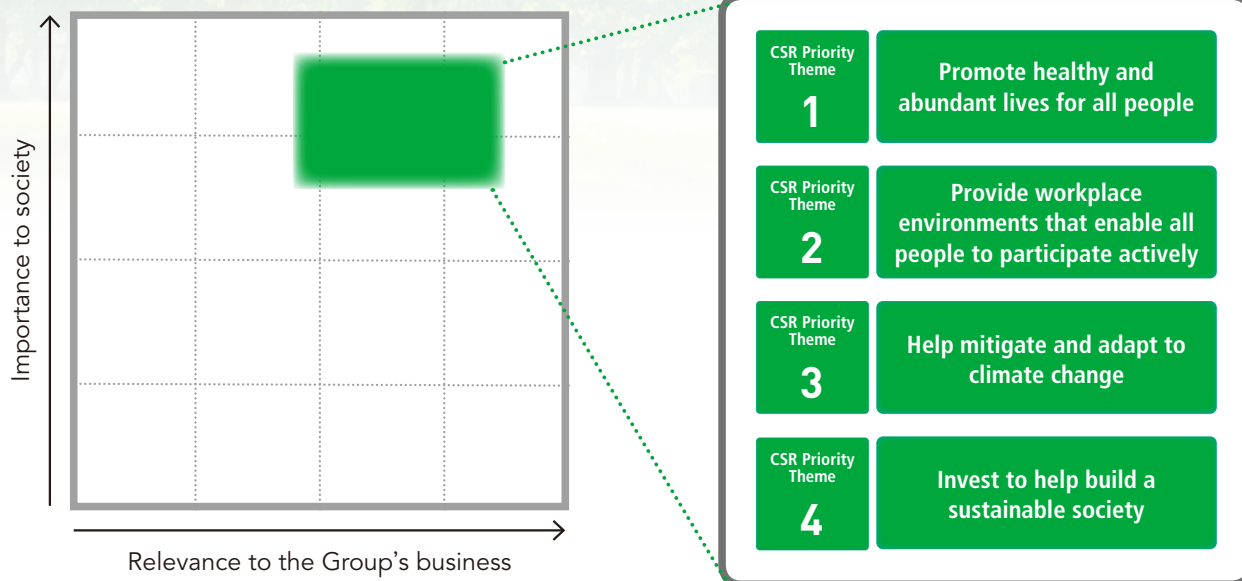 Importance to society
Relevance to the Group's business
CSR Priority
Theme
1
Promote healthy and
abundant lives for all people
CSR Priority
Theme
2
Provide workplace
environments that enable all
people to participate actively
CSR Priority
Theme
3
Help mitigate and adapt to
climate change
CSR Priority
Theme
4
Invest to help build a
sustainable society